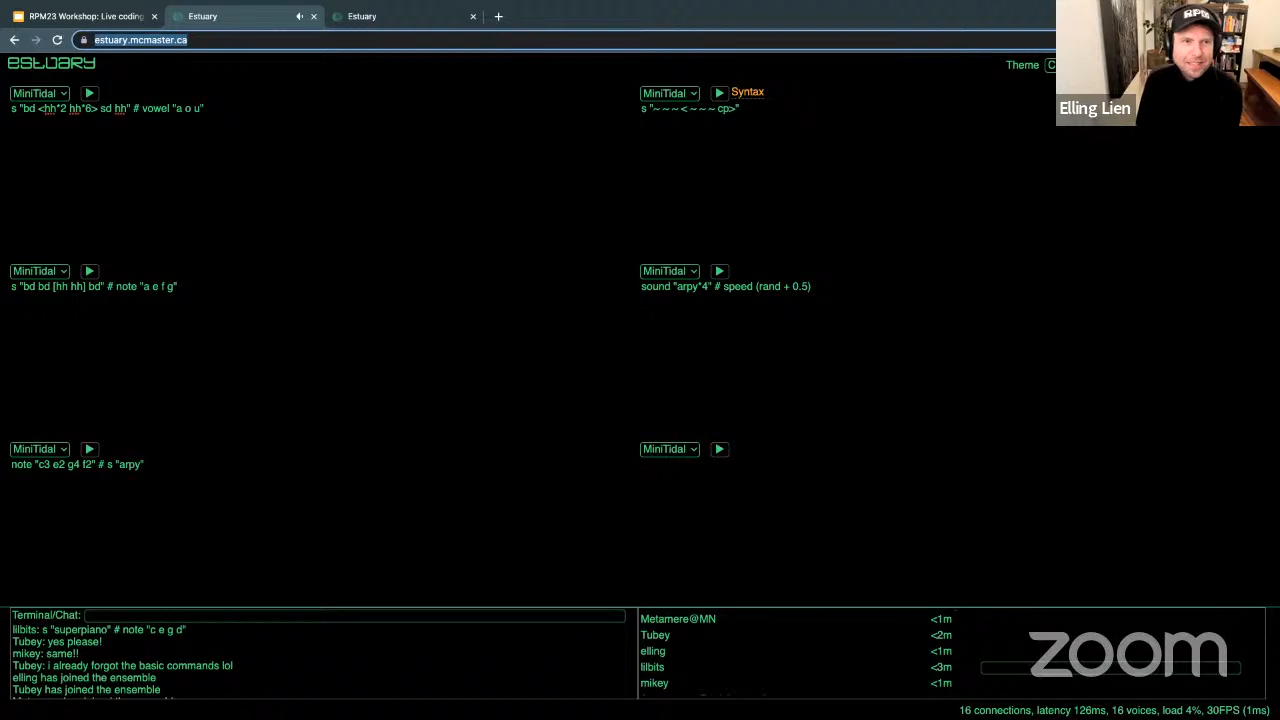 RPM23 Workshop: Live coding
Estuary
Estuary
estuary.mcmaster.ca
estuary
Theme C
RPM
Elling Lien
MiniTidal
s "bd <hh*2 hh*6> sd hh" # vowel "a o u"
MiniTidal
Syntax
s "~ ~ ~ < ~ ~ ~ cp>"
MiniTidal
s "bd bd [hh hh] bd" # note "a e f g"
MiniTidal
sound "arpy*4" # speed (rand + 0.5)
MiniTidal
note "c3 e2 g4 f2" # s "arpy"
MiniTidal
Terminal/Chat:
lilbits: s "superpiano" # note "c e g d"
Tubey: yes please!
mikey: same!!
Tubey: i already forgot the basic commands lol
elling has joined the ensemble
Tubey has joined the ensemble
Metamere@MN <1m
Tubey <2m
elling <1m
lilbits <3m
mikey <1m
zoom
16 connections, latency 126ms, 16 voices, load 4%, 30FPS (1ms)